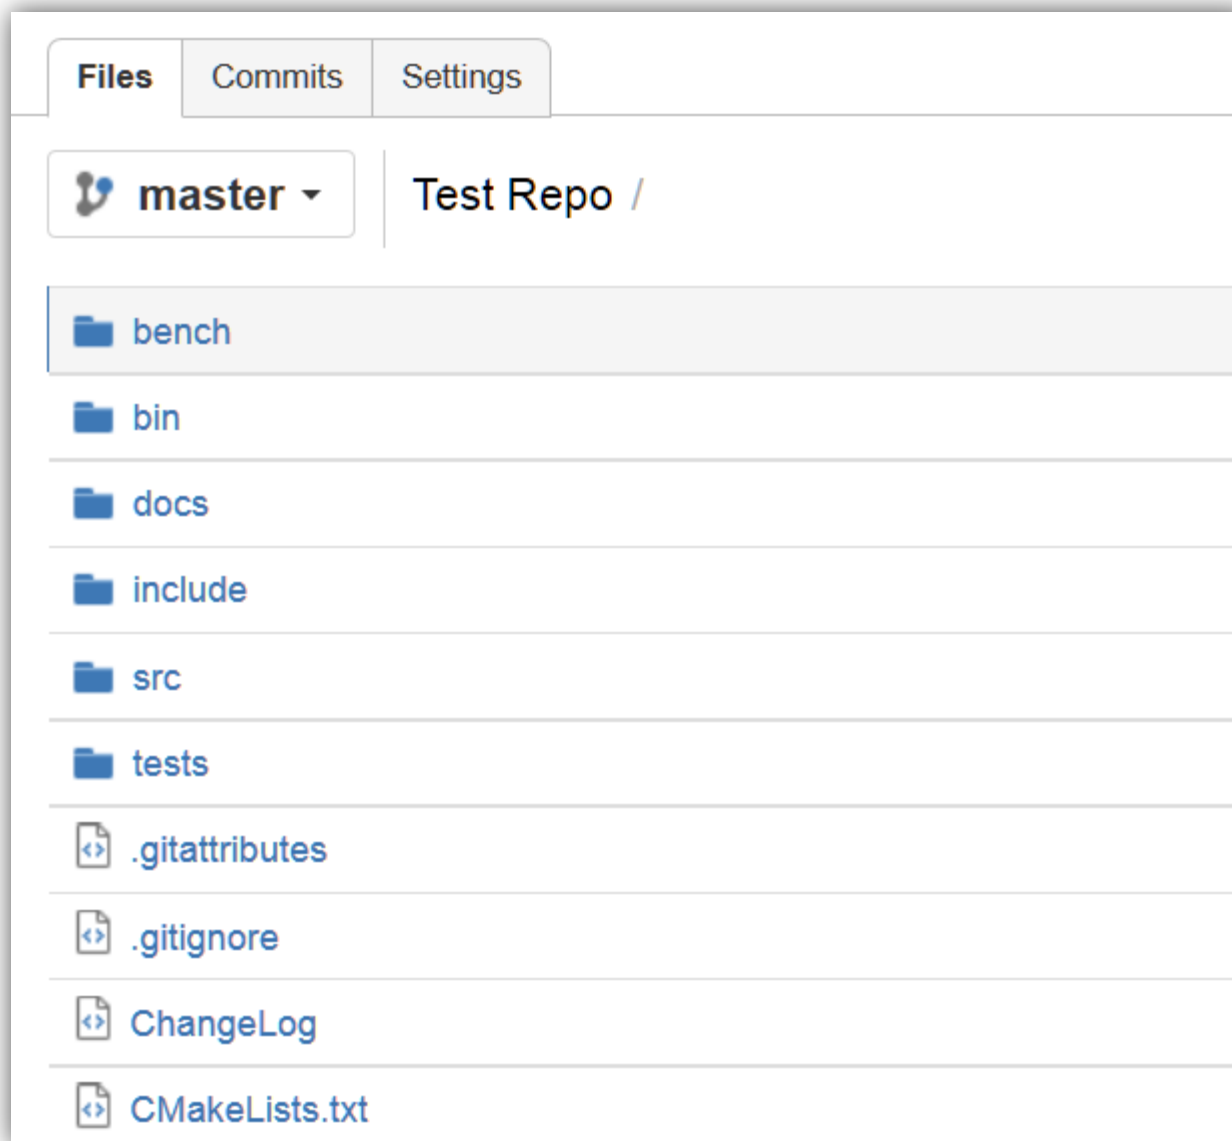 Files Commits Settings
master Test Repo /
bench
bin
docs
include
src
tests
.gitattributes
.gitignore
ChangeLog
CMakeLists.txt